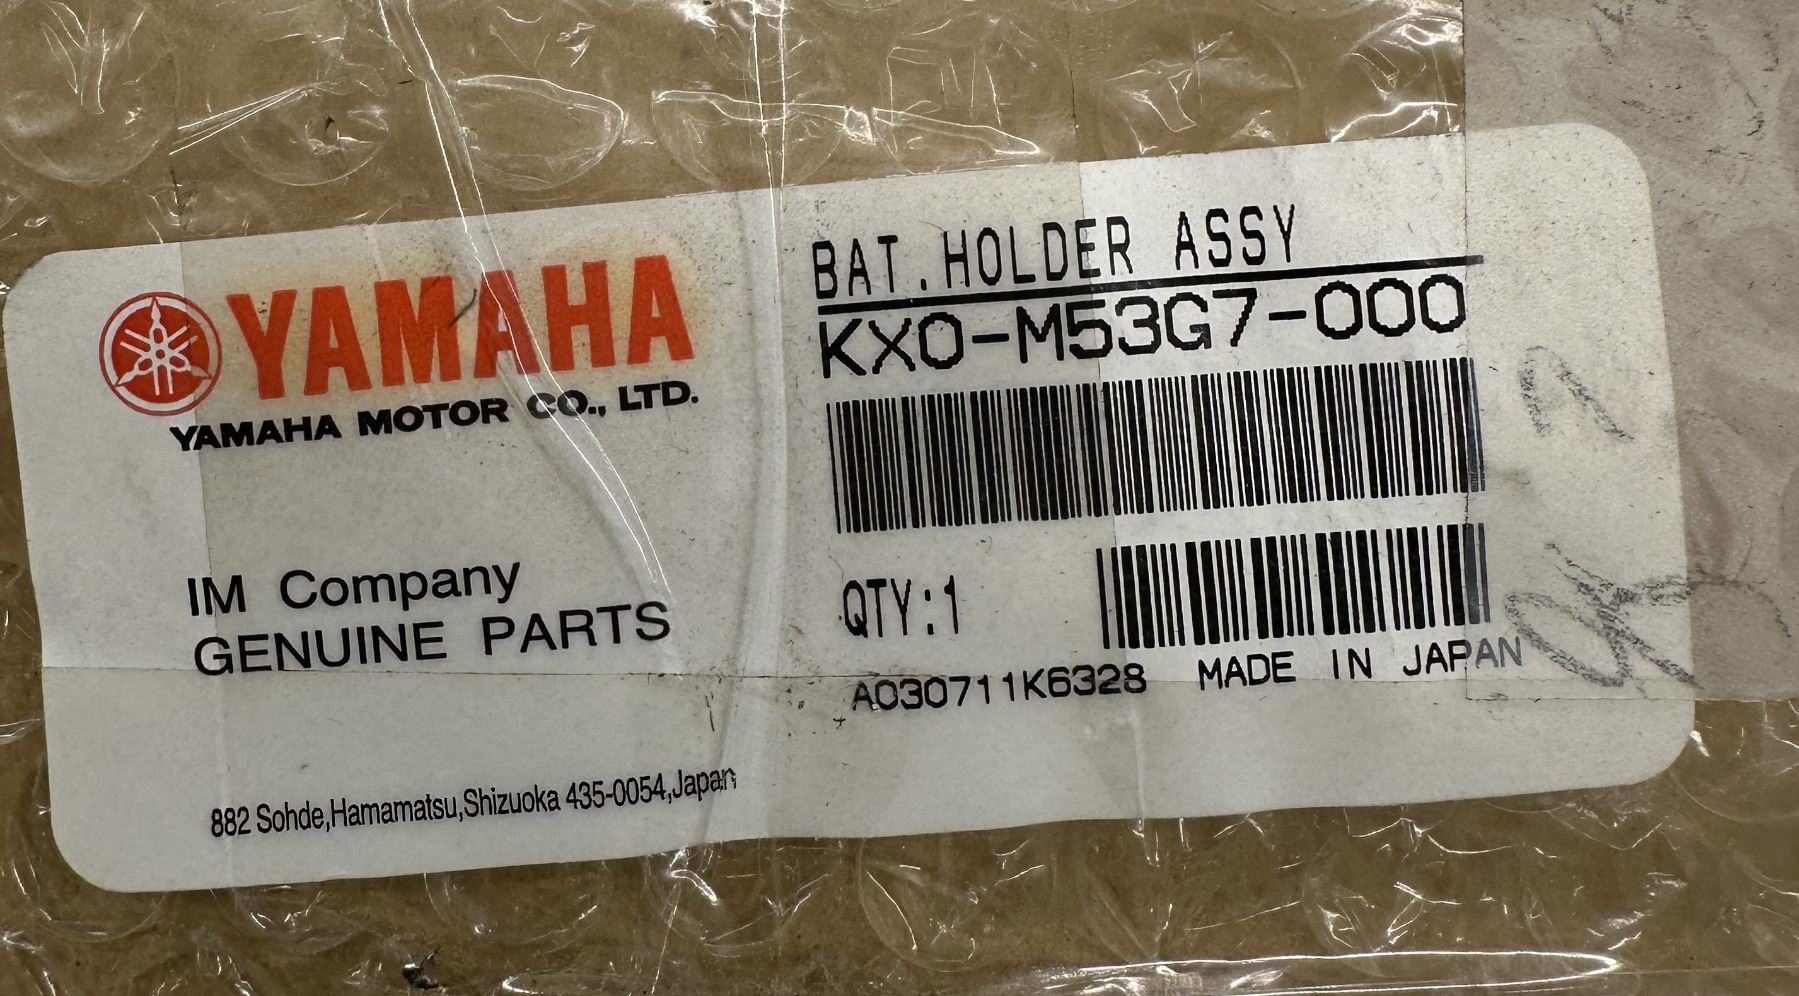 YAMAHA
YAMAHA MOTOR CO., LTD.
IM Company
GENUINE PARTS
882 Sohde,Hamamatsu,Shizuoka 435-0054,Japan
BAT.HOLDER ASSY
KX0-M53G7-000
QTY:1
A030711K6328 MADE IN JAPAN